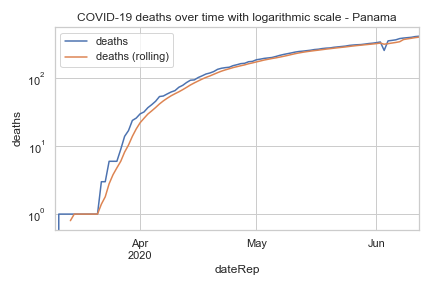 COVID-19 deaths over time with logarithmic scale - Panama
deaths
deaths (rolling)
10²
10¹
10⁰
deaths
Apr
2020
May
Jun
dateRep